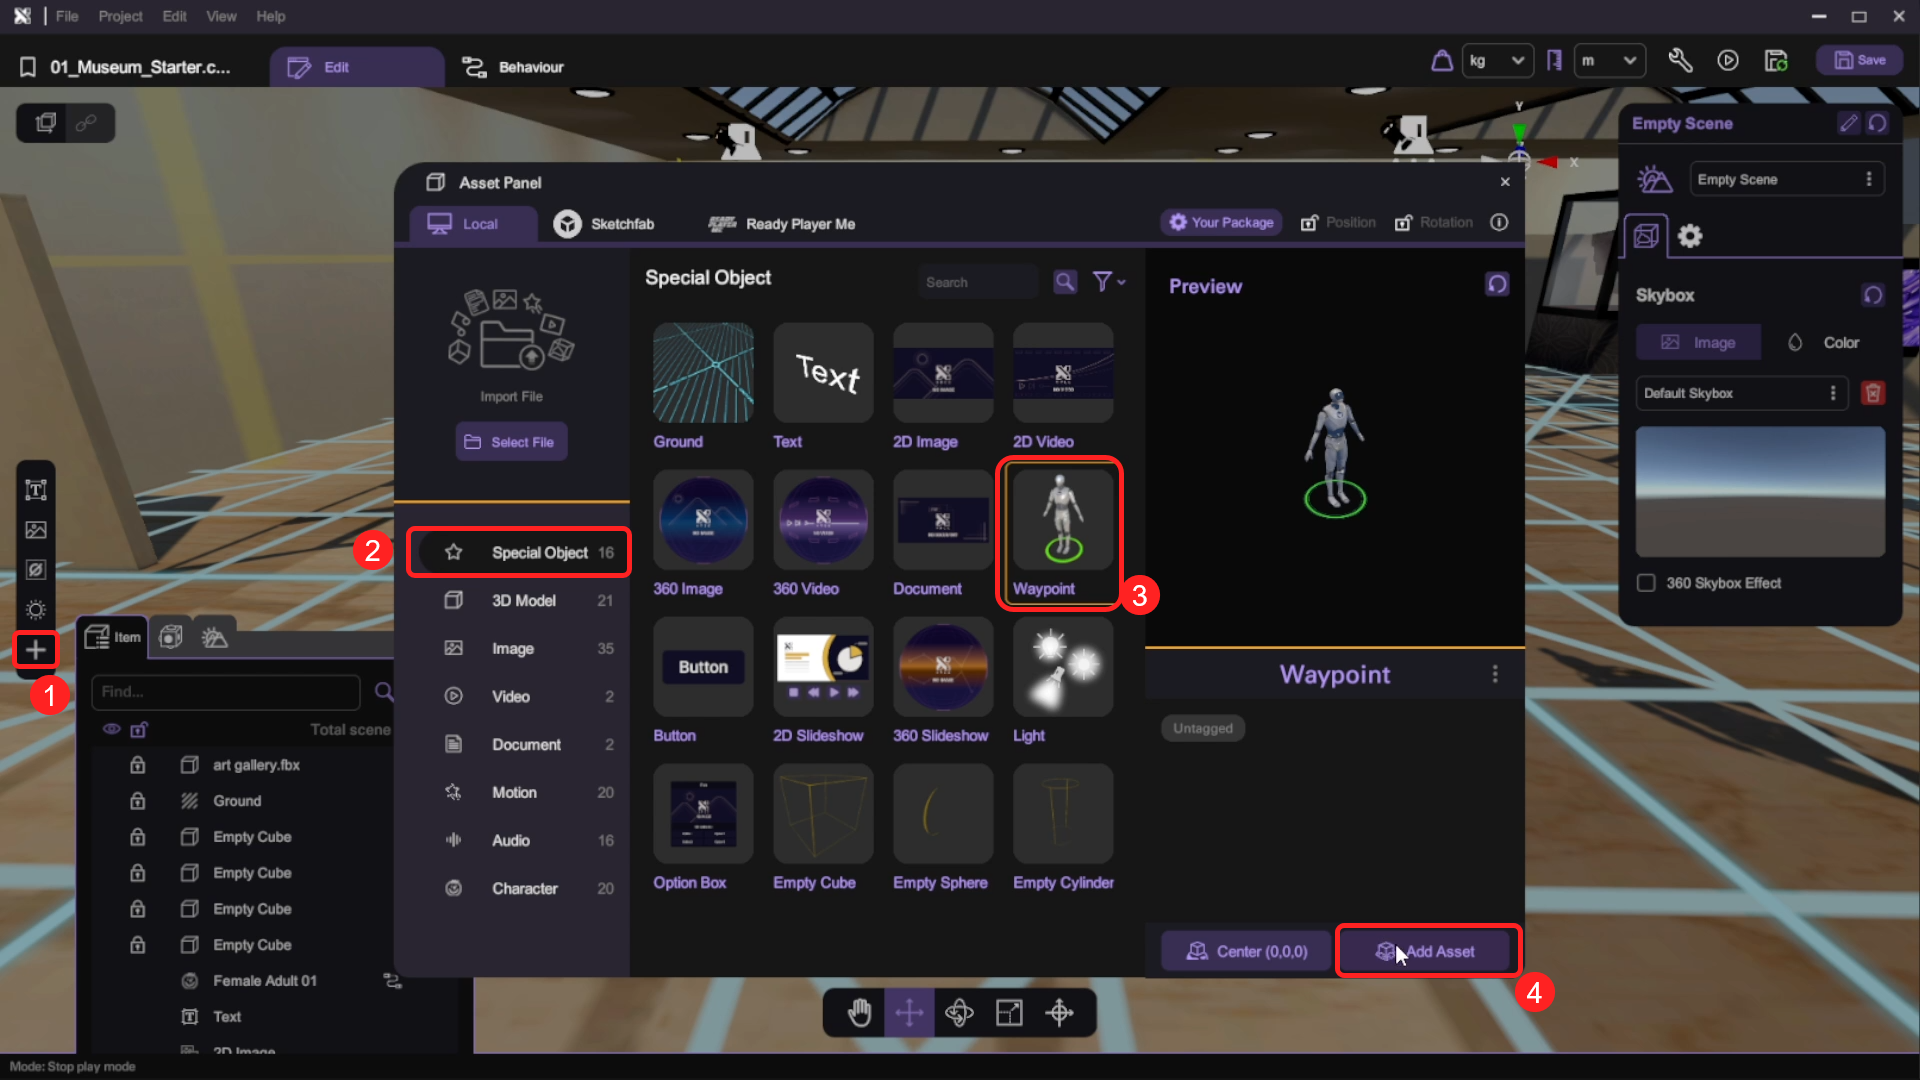 File Project Edit View Help
01_Museum_Starter.c... Edit Behaviour kg m Save
Y
X
Empty Scene
Empty Scene
Skybox
Image Color
Default Skybox
360 Skybox Effect
Asset Panel
Local Sketchfab READY PLAYER ME Ready Player Me Your Package Position Rotation
Import File
Select File
Special Object 16
3D Model 21
Image 35
Video 2
Document 2
Motion 20
Audio 16
Character 20
Special Object Search
Text
Ground Text 2D Image 2D Video
360 Image 360 Video Document Waypoint
Button
Button 2D Slideshow 360 Slideshow Light
Option Box Empty Cube Empty Sphere Empty Cylinder
Preview
Waypoint
Untagged
Center (0,0,0) Add Asset
1
2
3
4
Item
Find...
Total scene
art gallery.fbx
Ground
Empty Cube
Empty Cube
Empty Cube
Empty Cube
Female Adult 01
Text
2D Image
Mode: Stop play mode